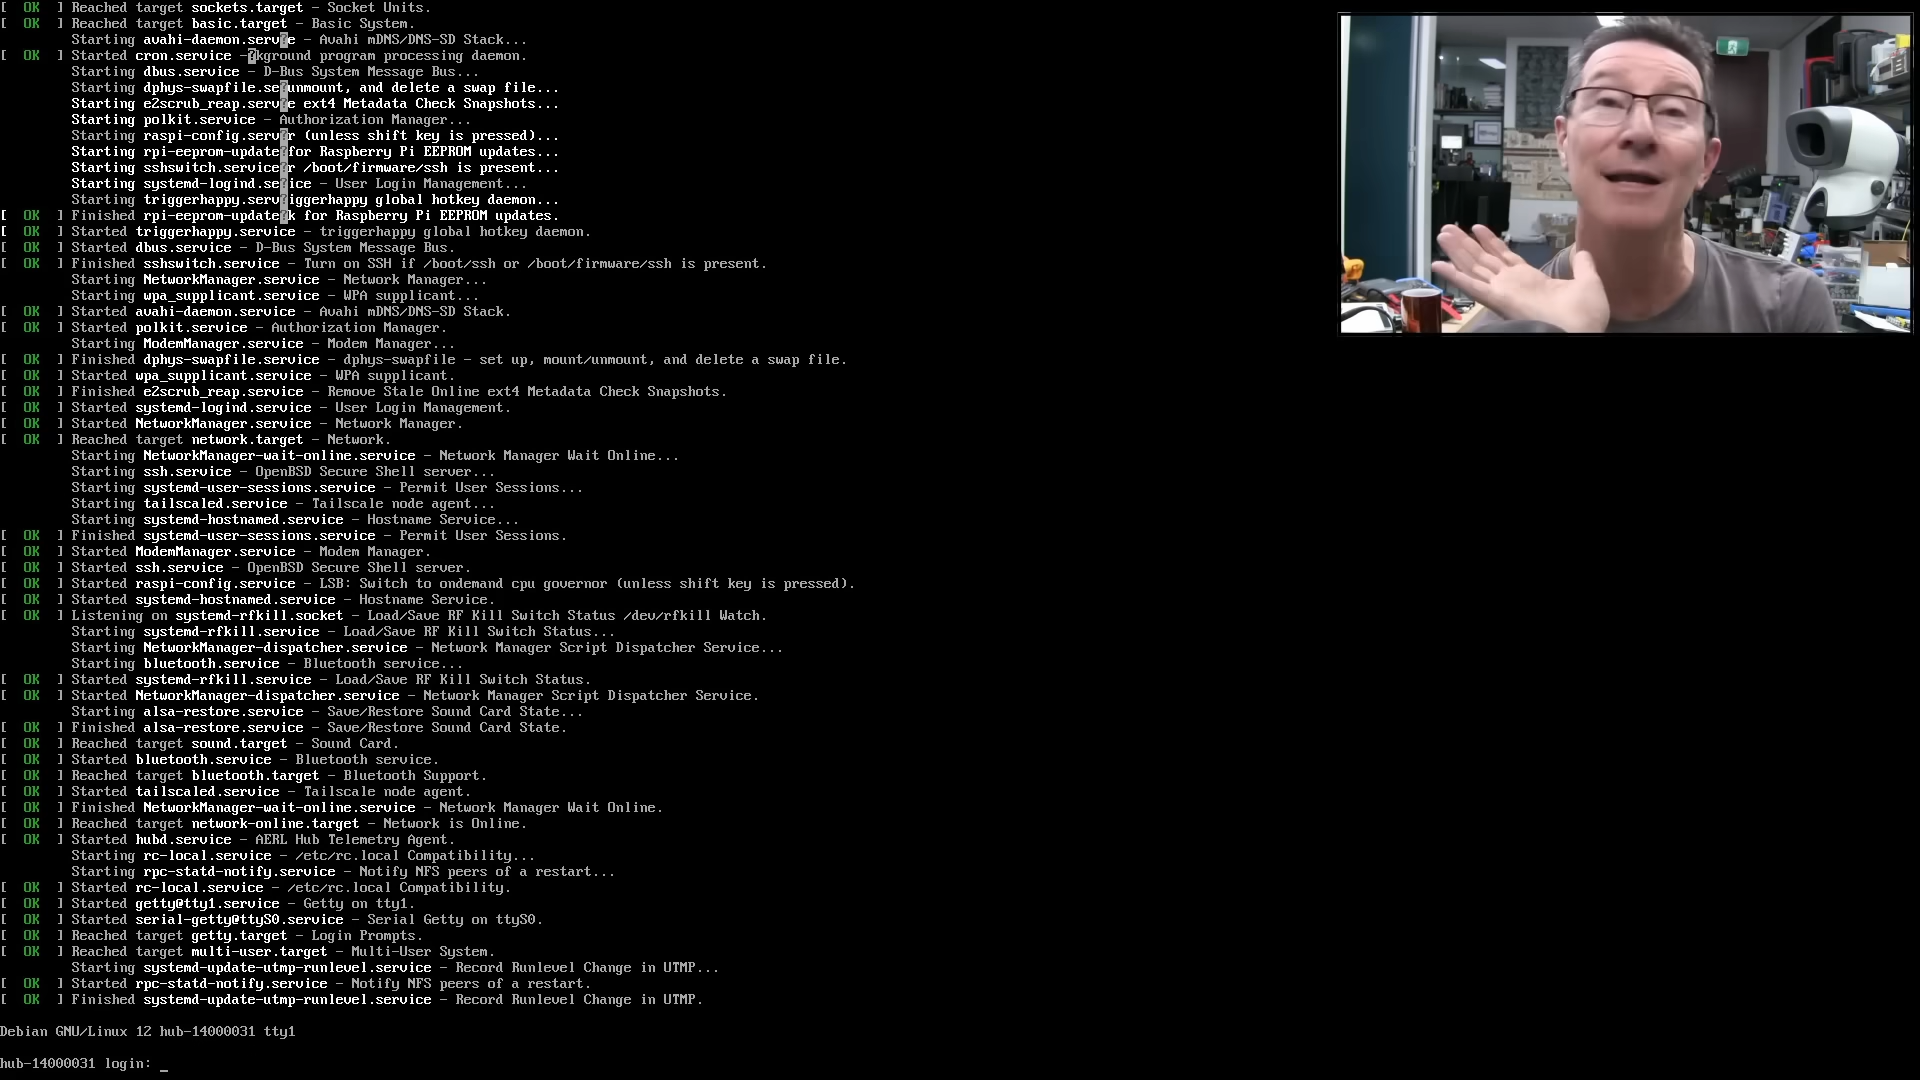 [  OK  ] Reached target sockets.target - Socket Units.
[  OK  ] Reached target basic.target - Basic System.
Starting avahi-daemon.serv?e - Avahi mDNS/DNS-SD Stack...
[  OK  ] Started cron.service -?kground program processing daemon.
Starting dbus.service - D-Bus System Message Bus...
Starting dphys-swapfile.se?unmount, and delete a swap file...
Starting e2scrub_reap.serv?e ext4 Metadata Check Snapshots...
Starting polkit.service - Authorization Manager...
Starting raspi-config.serv?r (unless shift key is pressed)...
Starting rpi-eeprom-update?for Raspberry Pi EEPROM updates...
Starting sshswitch.service?r /boot/firmware/ssh is present...
Starting systemd-logind.se?ice - User Login Management...
Starting triggerhappy.serv?iggerhappy global hotkey daemon...
[  OK  ] Finished rpi-eeprom-update?k for Raspberry Pi EEPROM updates.
[  OK  ] Started triggerhappy.service - triggerhappy global hotkey daemon.
[  OK  ] Started dbus.service - D-Bus System Message Bus.
[  OK  ] Finished sshswitch.service - Turn on SSH if /boot/ssh or /boot/firmware/ssh is present.
Starting NetworkManager.service - Network Manager...
Starting wpa_supplicant.service - WPA supplicant...
[  OK  ] Started avahi-daemon.service - Avahi mDNS/DNS-SD Stack.
[  OK  ] Started polkit.service - Authorization Manager.
Starting ModemManager.service - Modem Manager...
[  OK  ] Finished dphys-swapfile.service - dphys-swapfile - set up, mount/unmount, and delete a swap file.
[  OK  ] Started wpa_supplicant.service - WPA supplicant.
[  OK  ] Finished e2scrub_reap.service - Remove Stale Online ext4 Metadata Check Snapshots.
[  OK  ] Started systemd-logind.service - User Login Management.
[  OK  ] Started NetworkManager.service - Network Manager.
[  OK  ] Reached target network.target - Network.
Starting NetworkManager-wait-online.service - Network Manager Wait Online...
Starting ssh.service - OpenBSD Secure Shell server...
Starting systemd-user-sessions.service - Permit User Sessions...
Starting tailscaled.service - Tailscale node agent...
Starting systemd-hostnamed.service - Hostname Service...
[  OK  ] Finished systemd-user-sessions.service - Permit User Sessions.
[  OK  ] Started ModemManager.service - Modem Manager.
[  OK  ] Started ssh.service - OpenBSD Secure Shell server.
[  OK  ] Started raspi-config.service - LSB: Switch to ondemand cpu governor (unless shift key is pressed).
[  OK  ] Started systemd-hostnamed.service - Hostname Service.
[  OK  ] Listening on systemd-rfkill.socket - Load/Save RF Kill Switch Status /dev/rfkill Watch.
Starting systemd-rfkill.service - Load/Save RF Kill Switch Status...
Starting NetworkManager-dispatcher.service - Network Manager Script Dispatcher Service...
Starting bluetooth.service - Bluetooth service...
[  OK  ] Started systemd-rfkill.service - Load/Save RF Kill Switch Status.
[  OK  ] Started NetworkManager-dispatcher.service - Network Manager Script Dispatcher Service.
Starting alsa-restore.service - Save/Restore Sound Card State...
[  OK  ] Finished alsa-restore.service - Save/Restore Sound Card State.
[  OK  ] Reached target sound.target - Sound Card.
[  OK  ] Started bluetooth.service - Bluetooth service.
[  OK  ] Reached target bluetooth.target - Bluetooth Support.
[  OK  ] Started tailscaled.service - Tailscale node agent.
[  OK  ] Finished NetworkManager-wait-online.service - Network Manager Wait Online.
[  OK  ] Reached target network-online.target - Network is Online.
[  OK  ] Started hubd.service - AERL Hub Telemetry Agent.
Starting rc-local.service - /etc/rc.local Compatibility...
Starting rpc-statd-notify.service - Notify NFS peers of a restart...
[  OK  ] Started rc-local.service - /etc/rc.local Compatibility.
[  OK  ] Started getty@tty1.service - Getty on tty1.
[  OK  ] Started serial-getty@ttyS0.service - Serial Getty on ttyS0.
[  OK  ] Reached target getty.target - Login Prompts.
[  OK  ] Reached target multi-user.target - Multi-User System.
Starting systemd-update-utmp-runlevel.service - Record Runlevel Change in UTMP...
[  OK  ] Started rpc-statd-notify.service - Notify NFS peers of a restart.
[  OK  ] Finished systemd-update-utmp-runlevel.service - Record Runlevel Change in UTMP.
Debian GNU/Linux 12 hub-14000031 tty1
hub-14000031 login: _